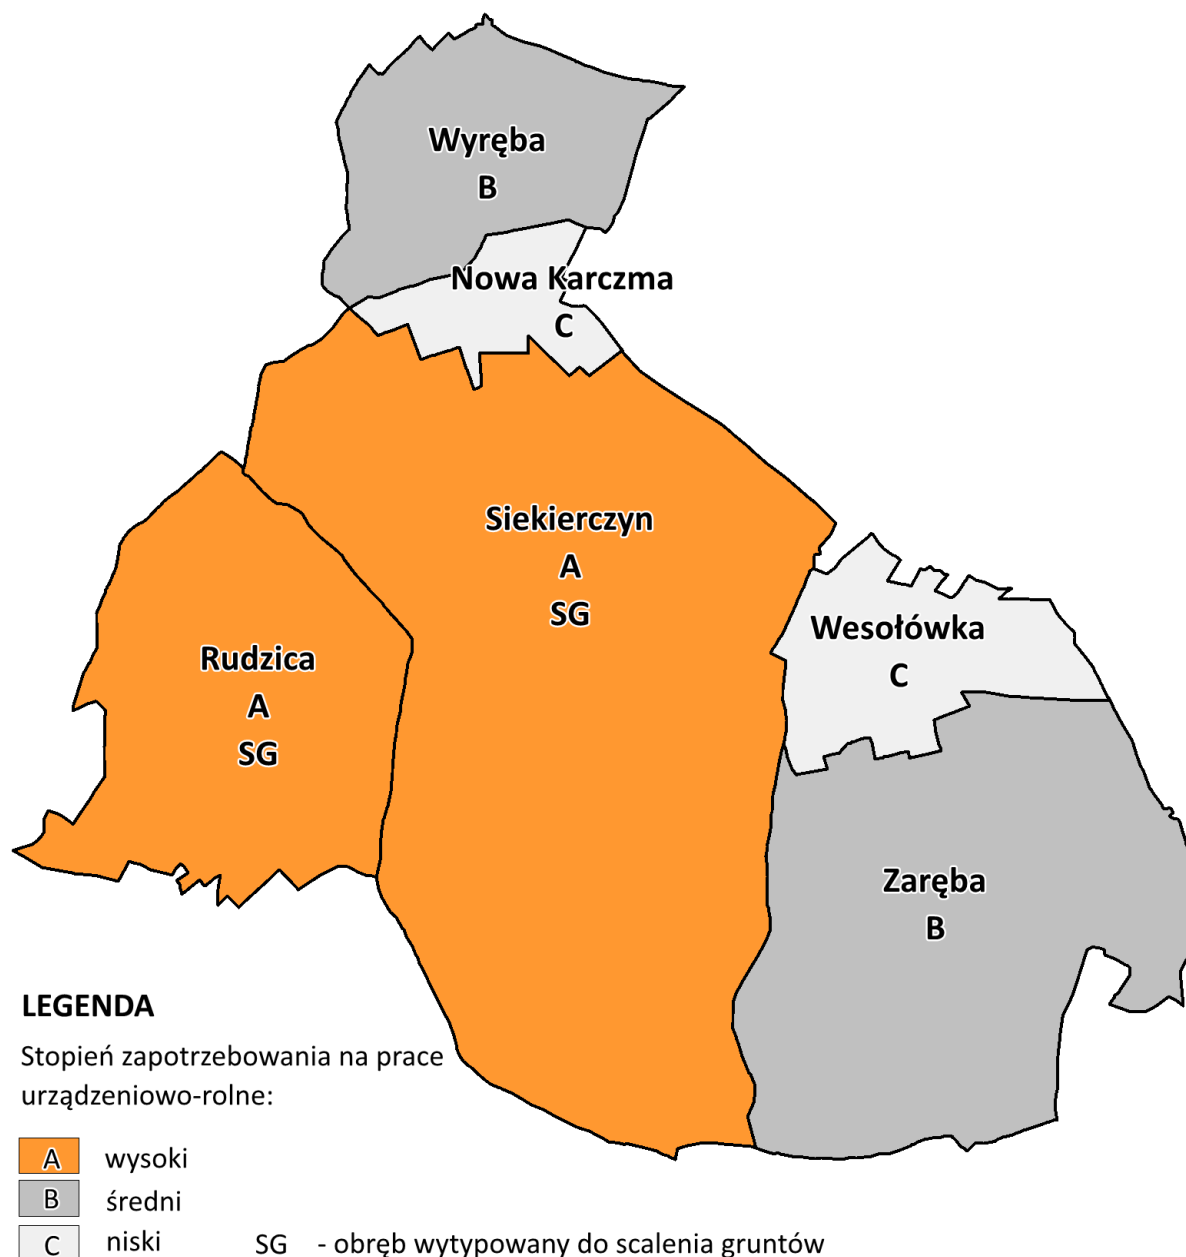 Wyręba
B
Nowa Karczma
C
Siekierczyn
A
SG
Wesołówka
C
Rudzica
A
SG
Zaręba
B
LEGENDA
Stopień zapotrzebowania na prace
urządzeniowo-rolne:
A wysoki
B średni
C niski
SG - obręb wytypowany do scalenia gruntów